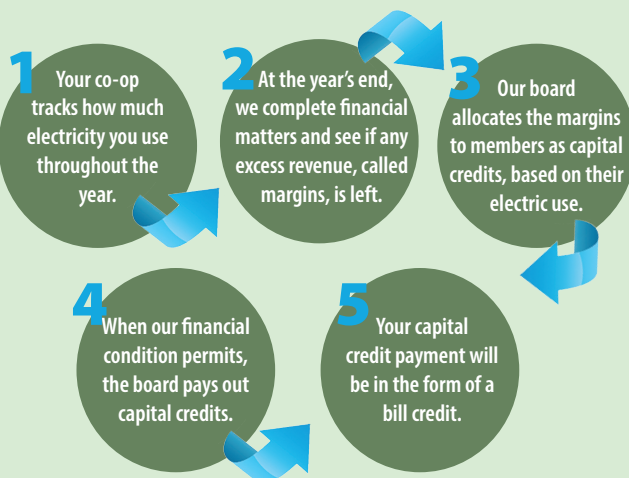 1
Your co-op
tracks how much
electricity you use
throughout the
year.
2
At the year's end,
we complete financial
matters and see if any
excess revenue, called
margins, is left.
3
Our board
allocates the margins
to members as capital
credits, based on their
electric use.
4
When our financial
condition permits,
the board pays out
capital credits.
5
Your capital
credit payment will
be in the form of a
bill credit.